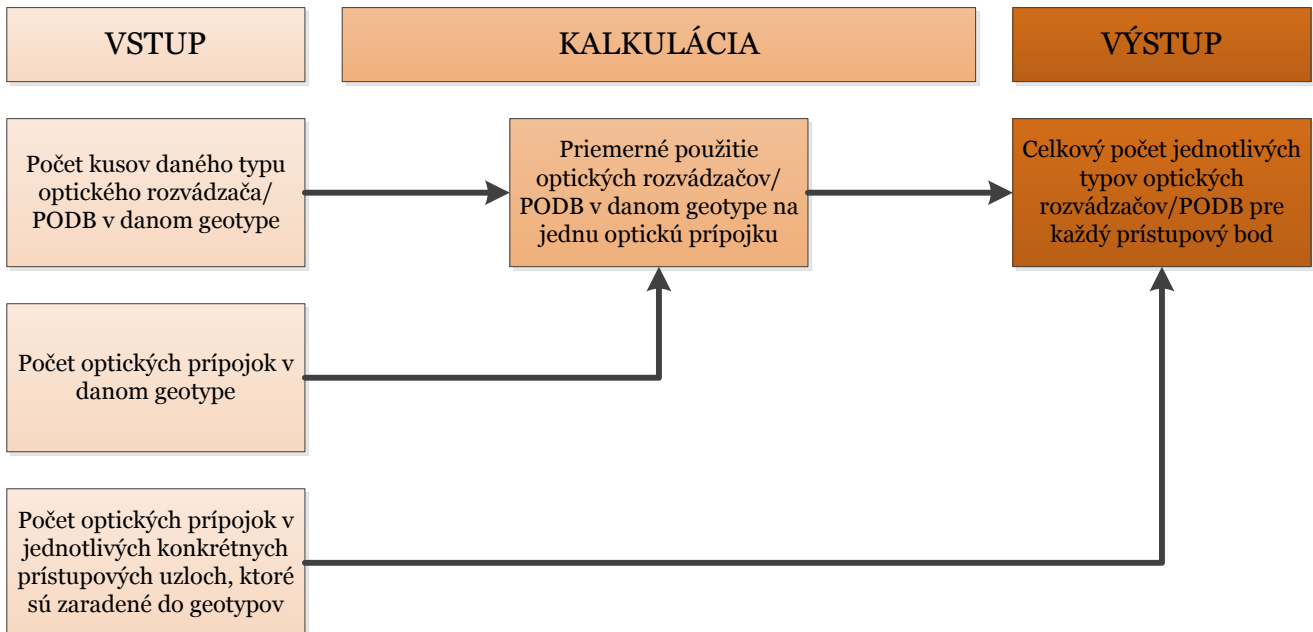 VSTUP
KALKULÁCIA
VÝSTUP
Počet kusov daného typu
optického rozvádzača/
PODB v danom geotype
Priemerné použitie
optických rozvádzačov/
PODB v danom geotype na
jednu optickú prípojku
Celkový počet jednotlivých
typov optických
rozvádzačov/PODB pre
každý prístupový bod
Počet optických prípojok v
danom geotype
Počet optických prípojok v
jednotlivých konkrétnych
prístupových uzloch, ktoré
sú zaradené do geotypov